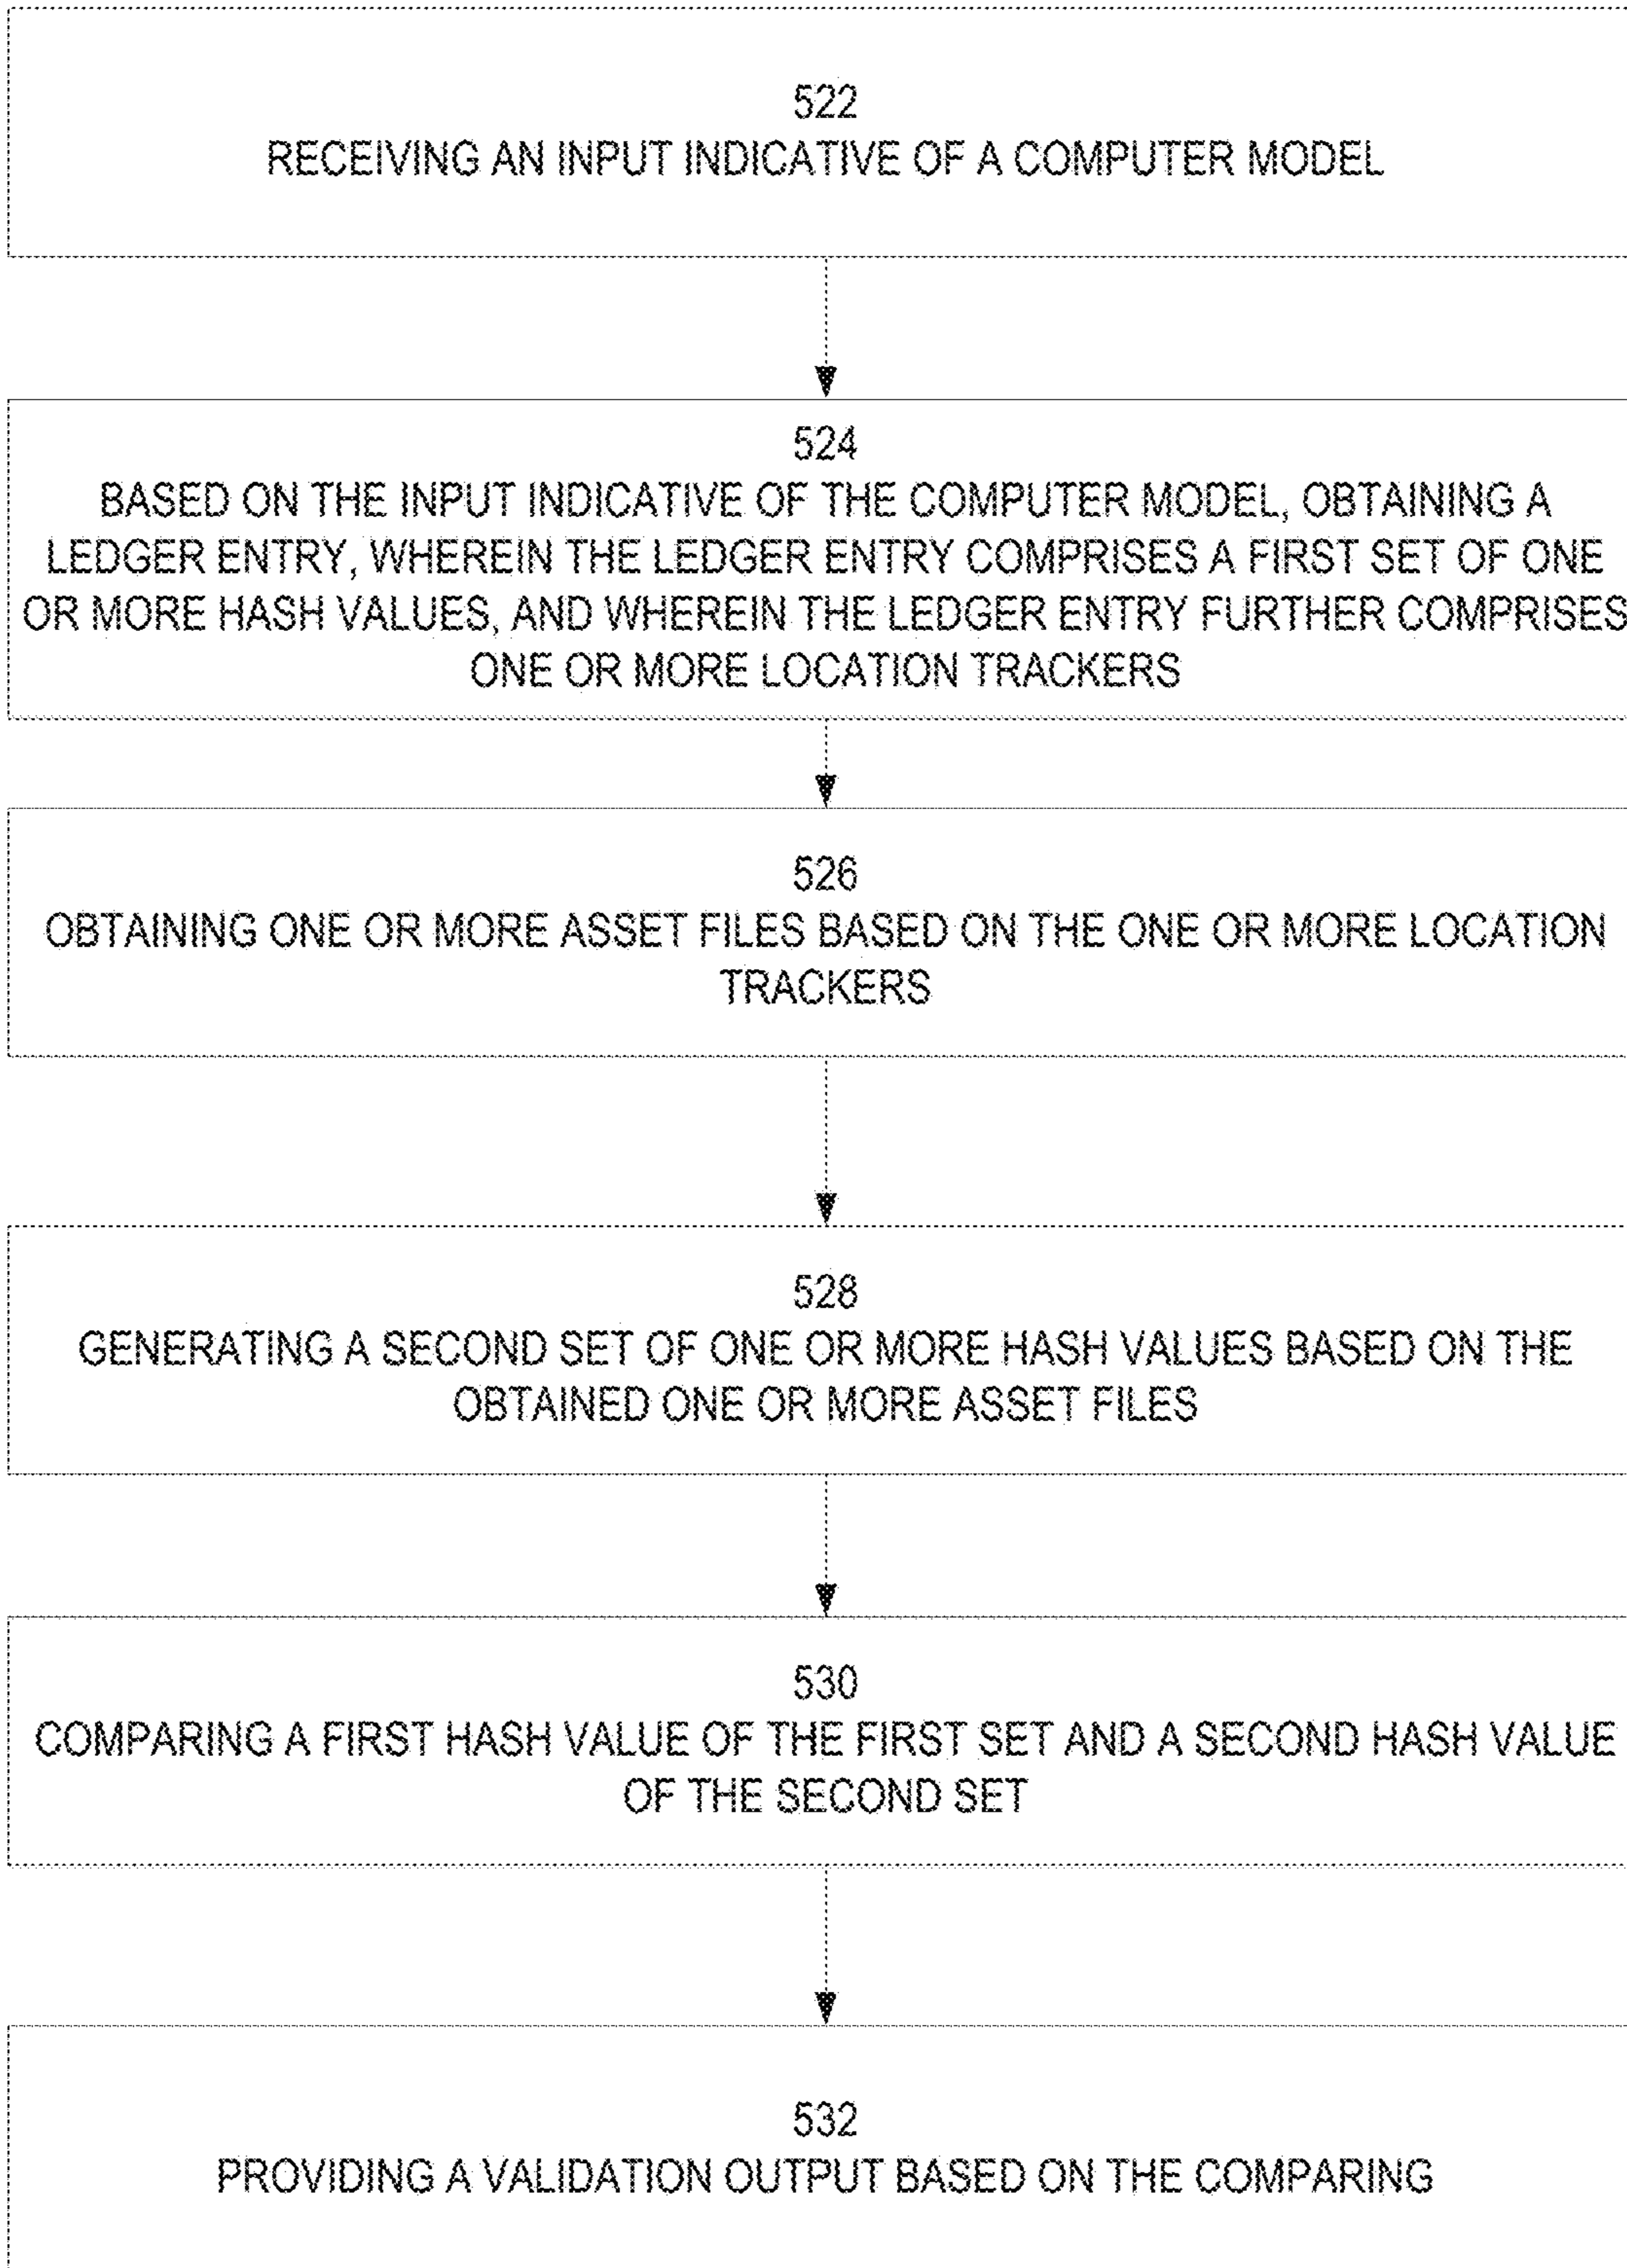 522
RECEIVING AN INPUT INDICATIVE OF A COMPUTER MODEL
524
BASED ON THE INPUT INDICATIVE OF THE COMPUTER MODEL, OBTAINING A
LEDGER ENTRY, WHEREIN THE LEDGER ENTRY COMPRISES A FIRST SET OF ONE
OR MORE HASH VALUES, AND WHEREIN THE LEDGER ENTRY FURTHER COMPRISES
ONE OR MORE LOCATION TRACKERS
526
OBTAINING ONE OR MORE ASSET FILES BASED ON THE ONE OR MORE LOCATION
TRACKERS
528
GENERATING A SECOND SET OF ONE OR MORE HASH VALUES BASED ON THE
OBTAINED ONE OR MORE ASSET FILES
530
COMPARING A FIRST HASH VALUE OF THE FIRST SET AND A SECOND HASH VALUE
OF THE SECOND SET
532
PROVIDING A VALIDATION OUTPUT BASED ON THE COMPARING